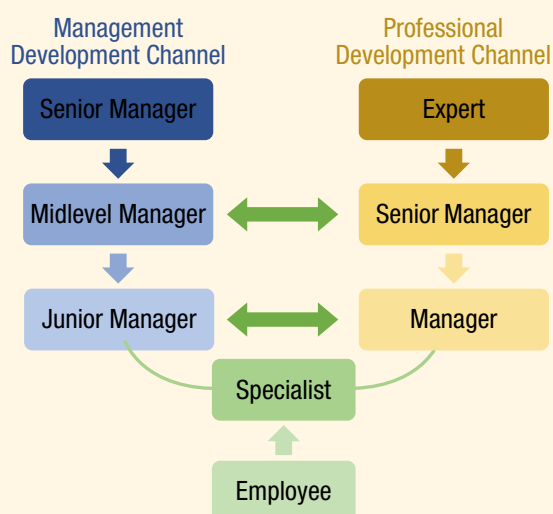 Management
Development Channel
Professional
Development Channel
Senior Manager
Expert
Midlevel Manager
Senior Manager
Junior Manager
Manager
Specialist
Employee